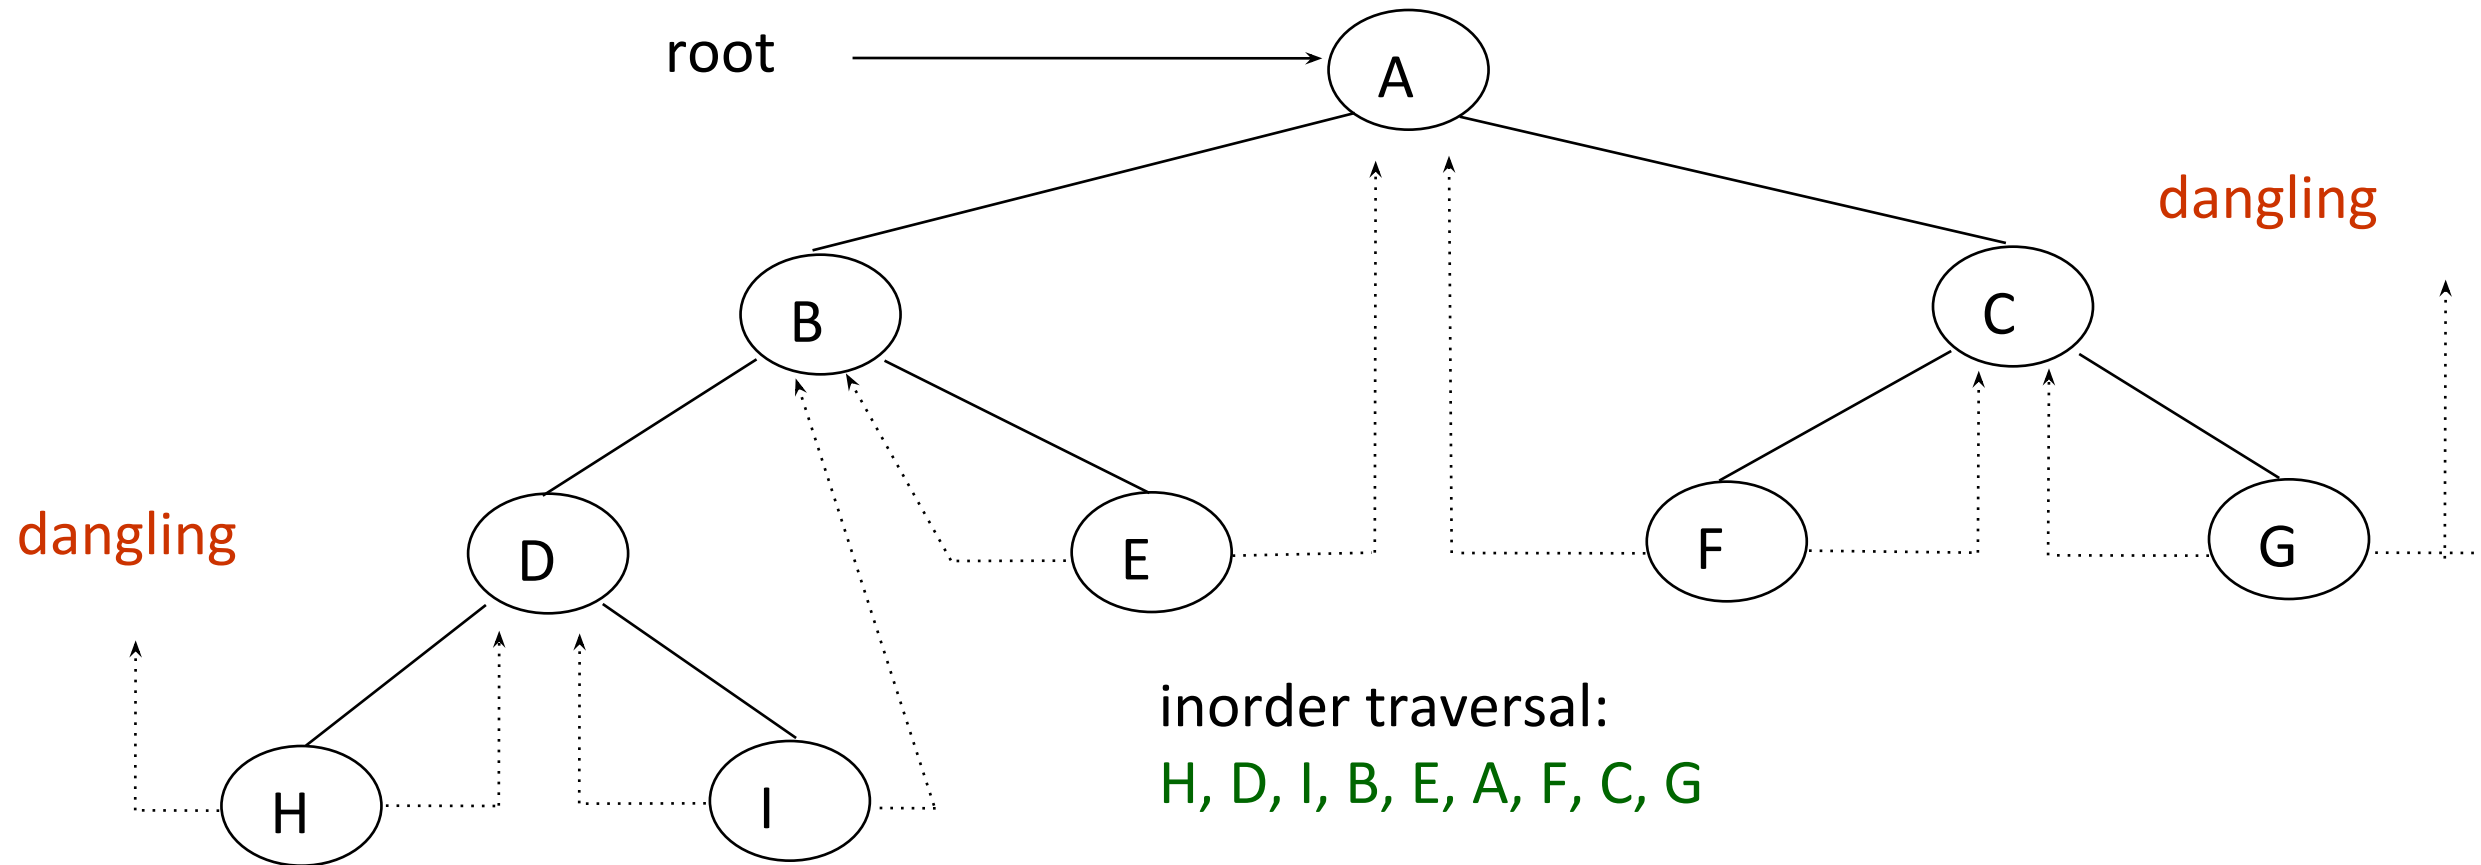 root
A
dangling
B
C
dangling
D
E
F
G
inorder traversal:
H, D, I, B, E, A, F, C, G
H
I